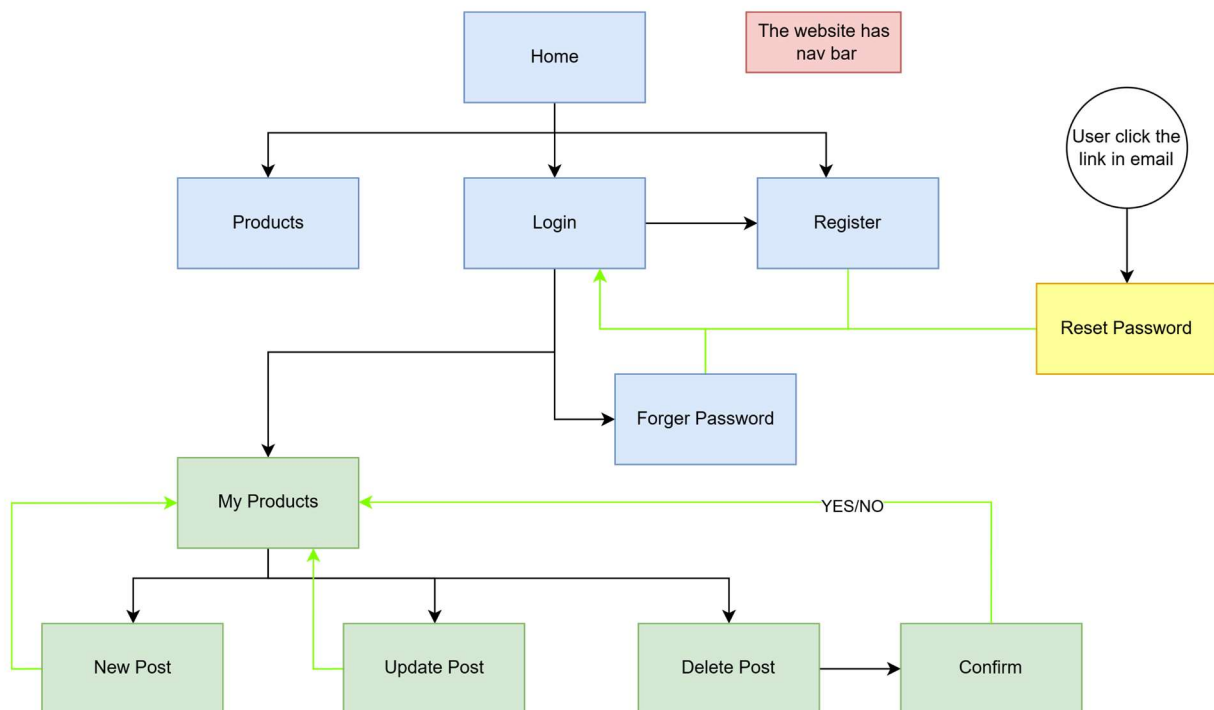 Home
The website has
nav bar
User click the
link in email
Products
Login
Register
Reset Password
Forger Password
My Products
YES/NO
New Post
Update Post
Delete Post
Confirm